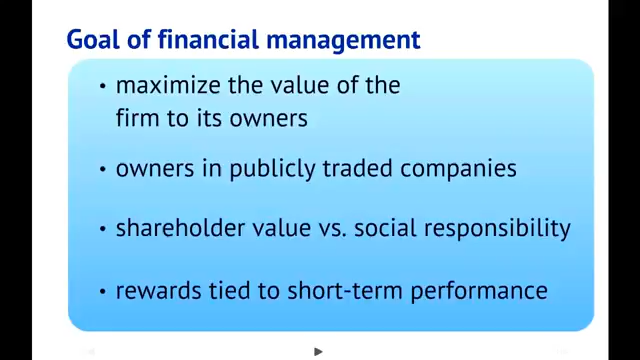 Goal of financial management
• maximize the value of the
firm to its owners
• owners in publicly traded companies
• shareholder value vs. social responsibility
• rewards tied to short-term performance